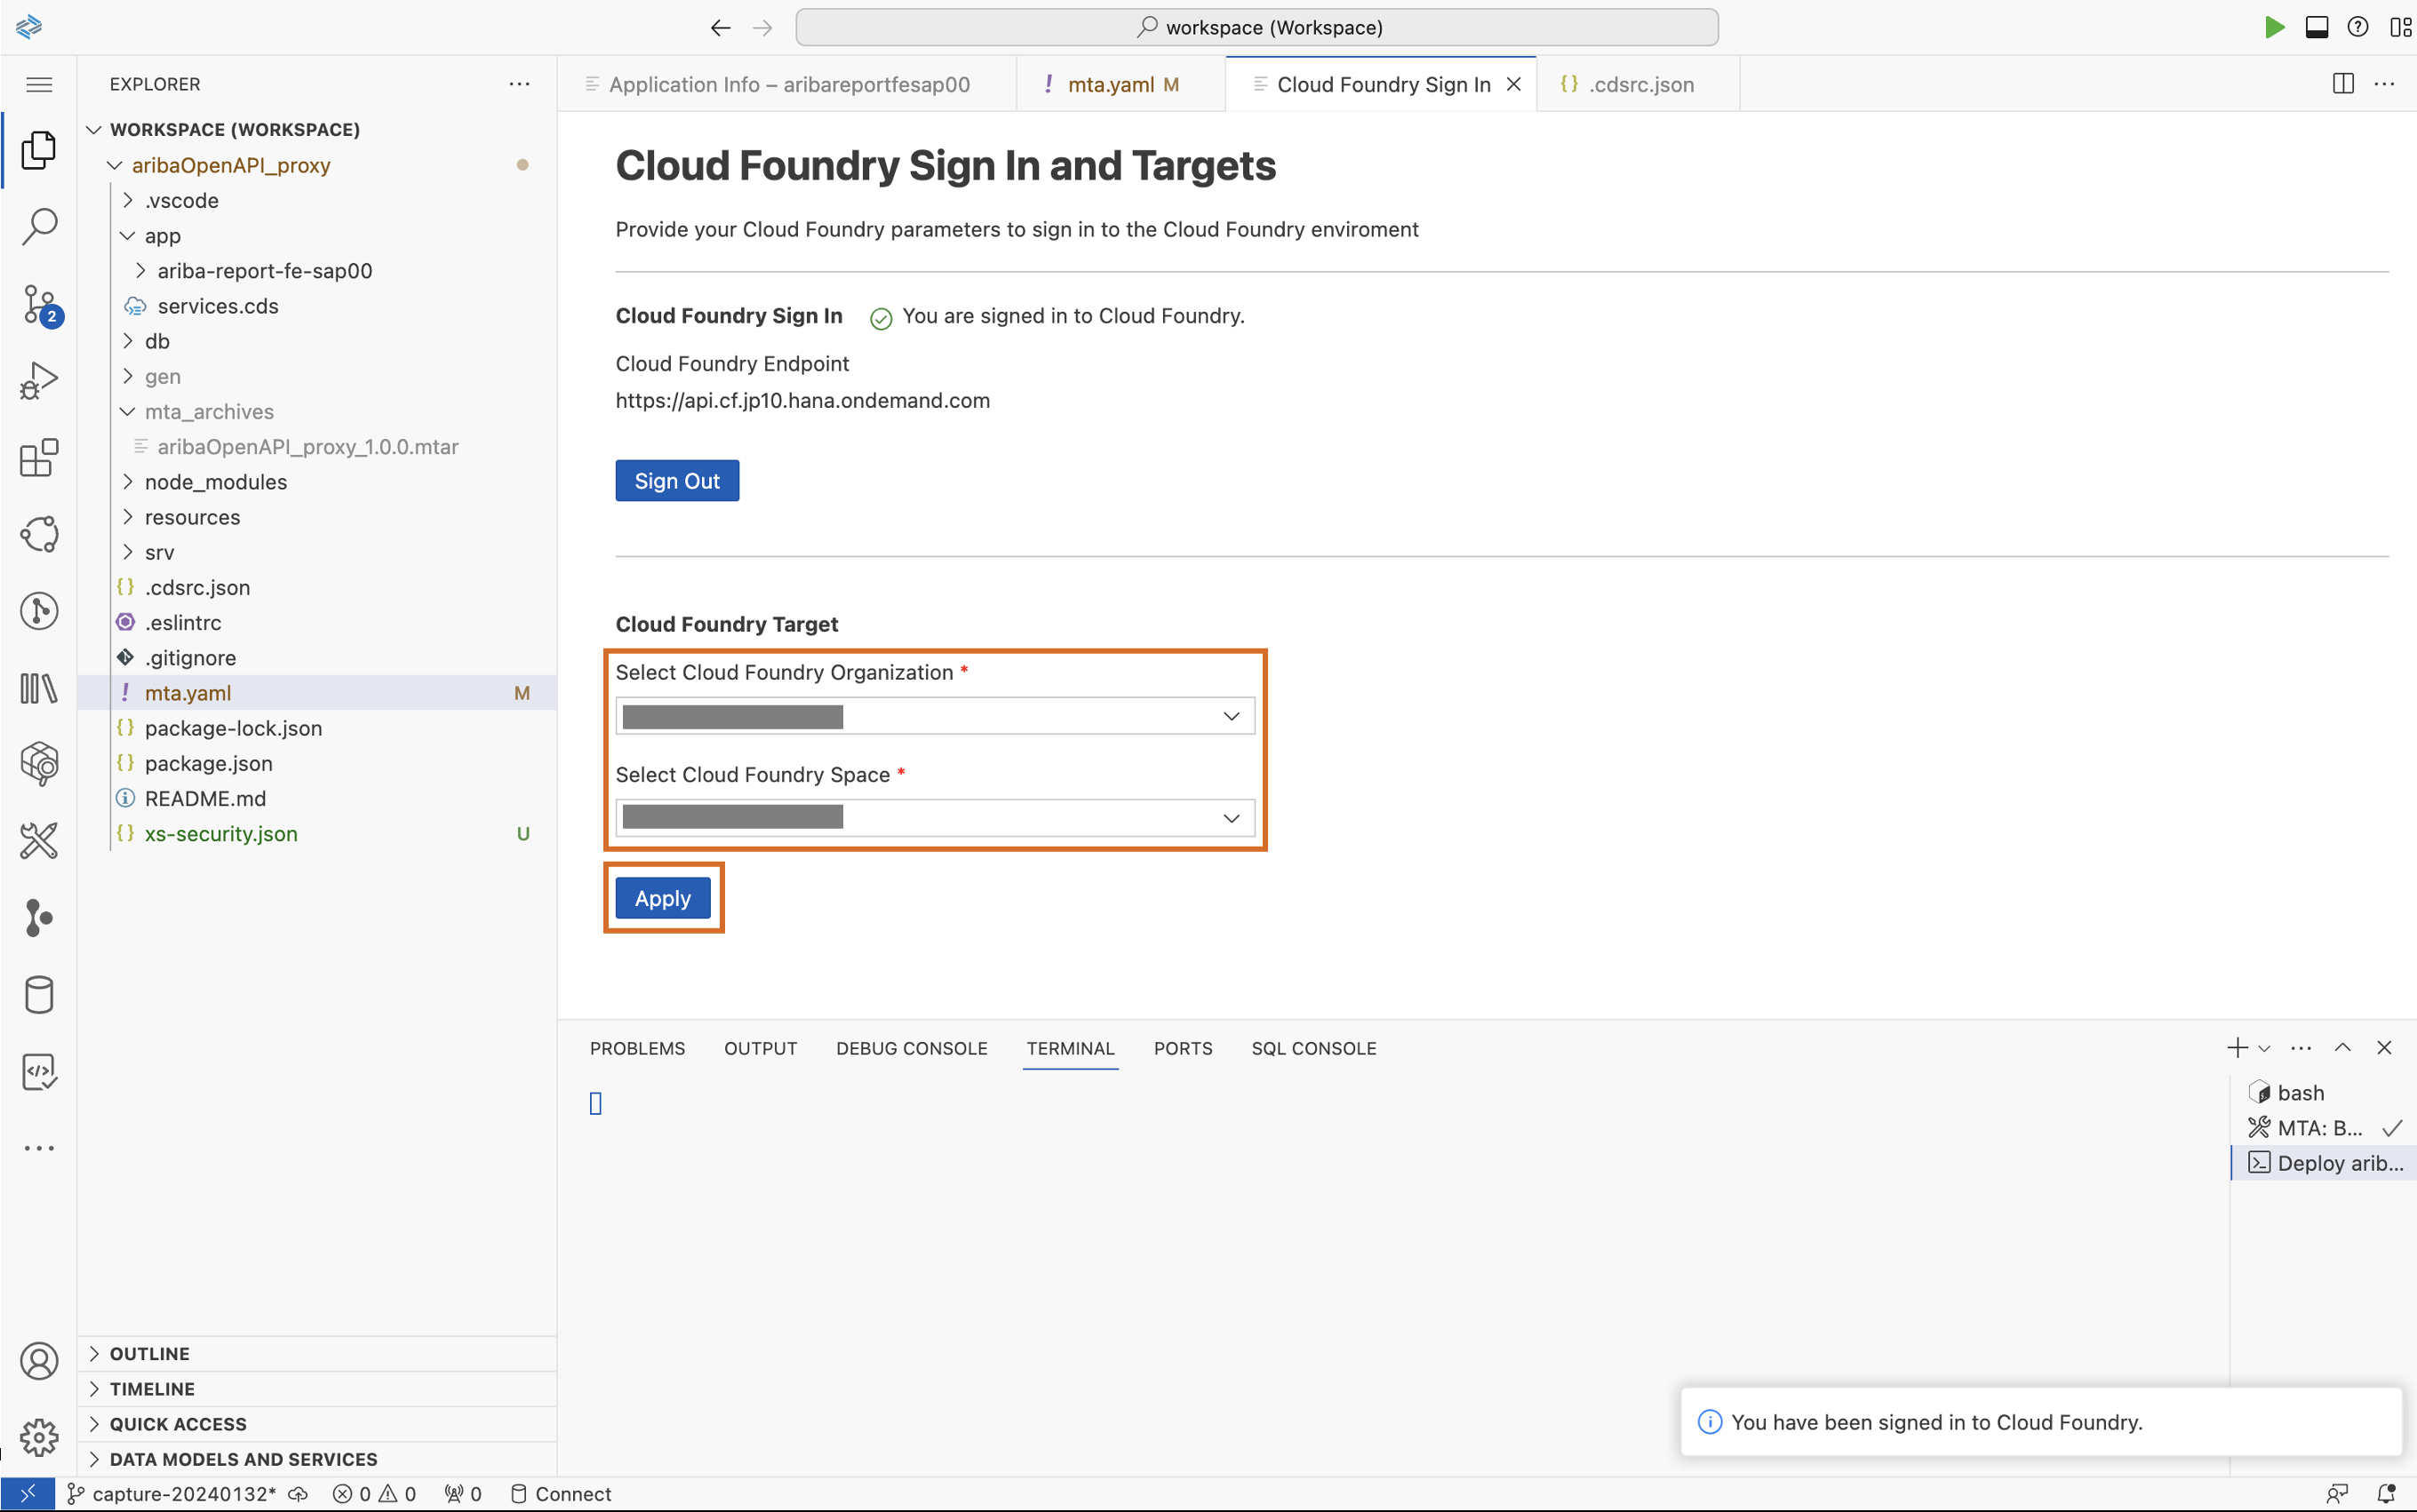 workspace (Workspace)
EXPLORER
Application Info – aribareportfesap00
! mta.yaml M
Cloud Foundry Sign In
{} .cdsrc.json
WORKSPACE (WORKSPACE)
aribaOpenAPI_proxy
.vscode
app
ariba-report-fe-sap00
services.cds
db
gen
mta_archives
aribaOpenAPI_proxy_1.0.0.mtar
node_modules
resources
srv
{} .cdsrc.json
.eslintrc
.gitignore
! mta.yaml M
{} package-lock.json
{} package.json
README.md
{} xs-security.json U
2
OUTLINE
TIMELINE
QUICK ACCESS
DATA MODELS AND SERVICES
Cloud Foundry Sign In and Targets
Provide your Cloud Foundry parameters to sign in to the Cloud Foundry enviroment
Cloud Foundry Sign In You are signed in to Cloud Foundry.
Cloud Foundry Endpoint
https://api.cf.jp10.hana.ondemand.com
Sign Out
Cloud Foundry Target
Select Cloud Foundry Organization *
Select Cloud Foundry Space *
Apply
PROBLEMS OUTPUT DEBUG CONSOLE TERMINAL PORTS SQL CONSOLE
bash
MTA: B...
Deploy arib...
You have been signed in to Cloud Foundry.
capture-20240132* 0 0 0 Connect